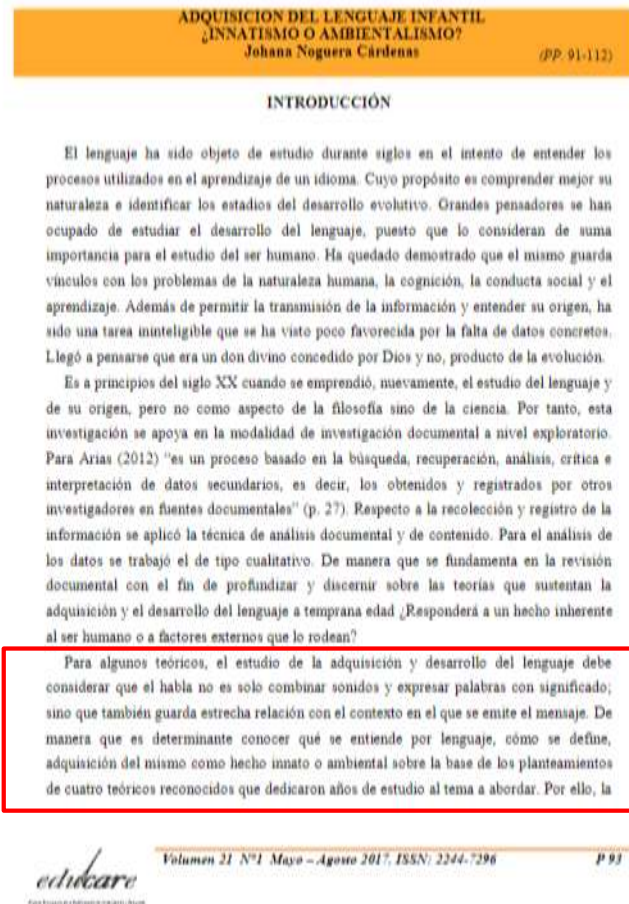 ADQUISICION DEL LENGUAJE INFANTIL
¿INNATISMO O AMBIENTALISMO?
Johana Noguera Cárdenas
(PP. 91-112)
INTRODUCCIÓN
El lenguaje ha sido objeto de estudio durante siglos en el intento de entender los
procesos utilizados en el aprendizaje de un idioma. Cuyo propósito es comprender mejor su
naturaleza e identificar los estadios del desarrollo evolutivo. Grandes pensadores se han
ocupado de estudiar el desarrollo del lenguaje, puesto que lo consideran de suma
importancia para el estudio del ser humano. Ha quedado demostrado que el mismo guarda
vínculos con los problemas de la naturaleza humana, la cognición, la conducta social y el
aprendizaje. Además de permitir la transmisión de la información y entender su origen, ha
sido una tarea ininteligible que se ha visto poco favorecida por la falta de datos concretos.
Llegó a pensarse que era un don divino concedido por Dios y no, producto de la evolución.
Es a principios del siglo XX cuando se emprendió, nuevamente, el estudio del lenguaje y
de su origen, pero no como aspecto de la filosofía sino de la ciencia. Por tanto, esta
investigación se apoya en la modalidad de investigación documental a nivel exploratorio.
Para Arias (2012) "es un proceso basado en la búsqueda, recuperación, análisis, crítica e
interpretación de datos secundarios, es decir, los obtenidos y registrados por otros
investigadores en fuentes documentales" (p. 27). Respecto a la recolección y registro de la
información se aplicó la técnica de análisis documental y de contenido. Para el análisis de
los datos se trabajó el de tipo cualitativo. De manera que se fundamenta en la revisión
documental con el fin de profundizar y discernir sobre las teorías que sustentan la
adquisición y el desarrollo del lenguaje a temprana edad ¿Responderá a un hecho inherente
al ser humano o a factores externos que lo rodean?
Para algunos teóricos, el estudio de la adquisición y desarrollo del lenguaje debe
considerar que el habla no es solo combinar sonidos y expresar palabras con significado;
sino que también guarda estrecha relación con el contexto en el que se emite el mensaje. De
manera que es determinante conocer qué se entiende por lenguaje, cómo se define,
adquisición del mismo como hecho innato o ambiental sobre la base de los planteamientos
de cuatro teóricos reconocidos que dedicaron años de estudio al tema a abordar. Por ello, la
educare
Volumen 21 N°1 Mayo – Agosto 2017. ISSN: 2244-7296
P 93